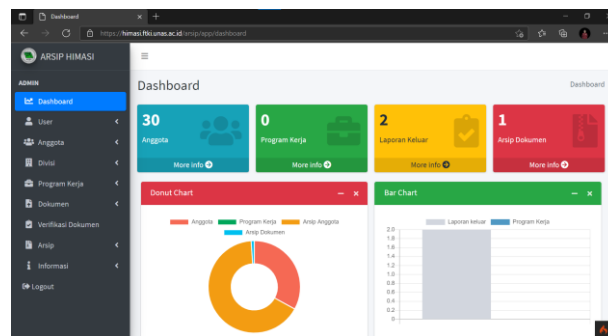 Dashboard
https://himasi.ftki.unas.ac.id/arsip/app/dashboard
ARSIP HIMASI
ADMIN
Dashboard
User
Anggota
Divisi
Program Kerja
Dokumen
Verifikasi Dokumen
Arsip
Informasi
Logout
Dashboard
Dashboard
30
Anggota
More info
0
Program Kerja
More info
2
Laporan Keluar
More info
1
Arsip Dokumen
More info
Donut Chart
Anggota Program Kerja Arsip Anggota
Arsip Dokumen
Bar Chart
Laporan keluar Program Kerja
2.0
1.8
1.6
1.4
1.2
1.0
0.8
0.6
0.4
0.2
0